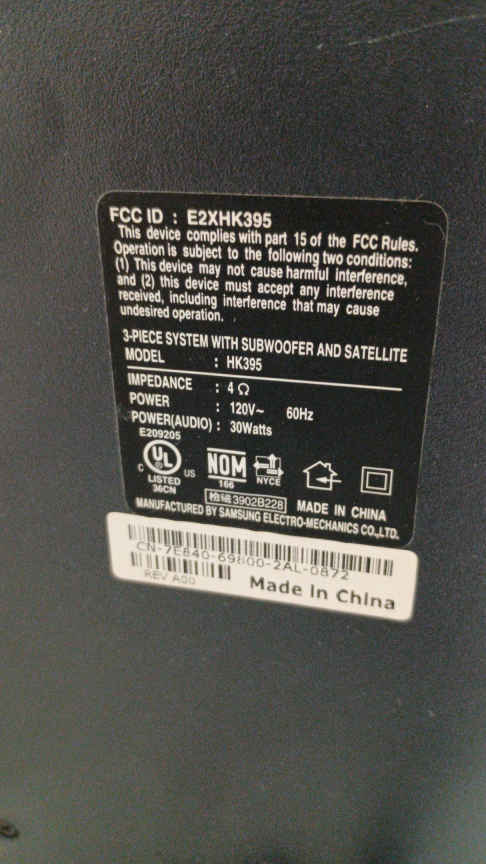 FCC ID : E2XHK395
This device complies with part 15 of the FCC Rules.
Operation is subject to the following two conditions:
(1) This device may not cause harmful interference,
and (2) this device must accept any interference
received, including interference that may cause
undesired operation.
3-PIECE SYSTEM WITH SUBWOOFER AND SATELLITE
MODEL : HK395
IMPEDANCE : 4 Ω
POWER : 120V~ 60Hz
POWER(AUDIO) : 30Watts
E209205
C UL US
LISTED
36CN
NOM
166
NYCE
3902B228
MADE IN CHINA
MANUFACTURED BY SAMSUNG ELECTRO-MECHANICS CO.,LTD.
CN-7E840-69800-2AL-0872
REV A00
Made In China